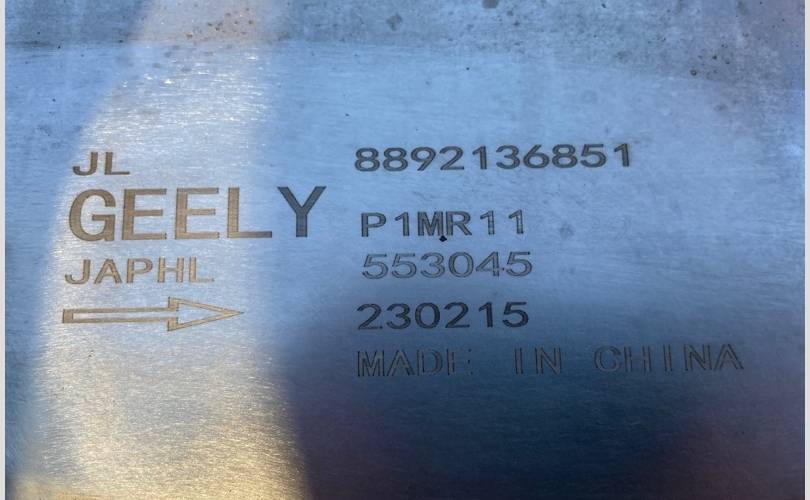 JL
GEELY
JAPHL
8892136851
P1MR11
553045
230215
MADE IN CHINA